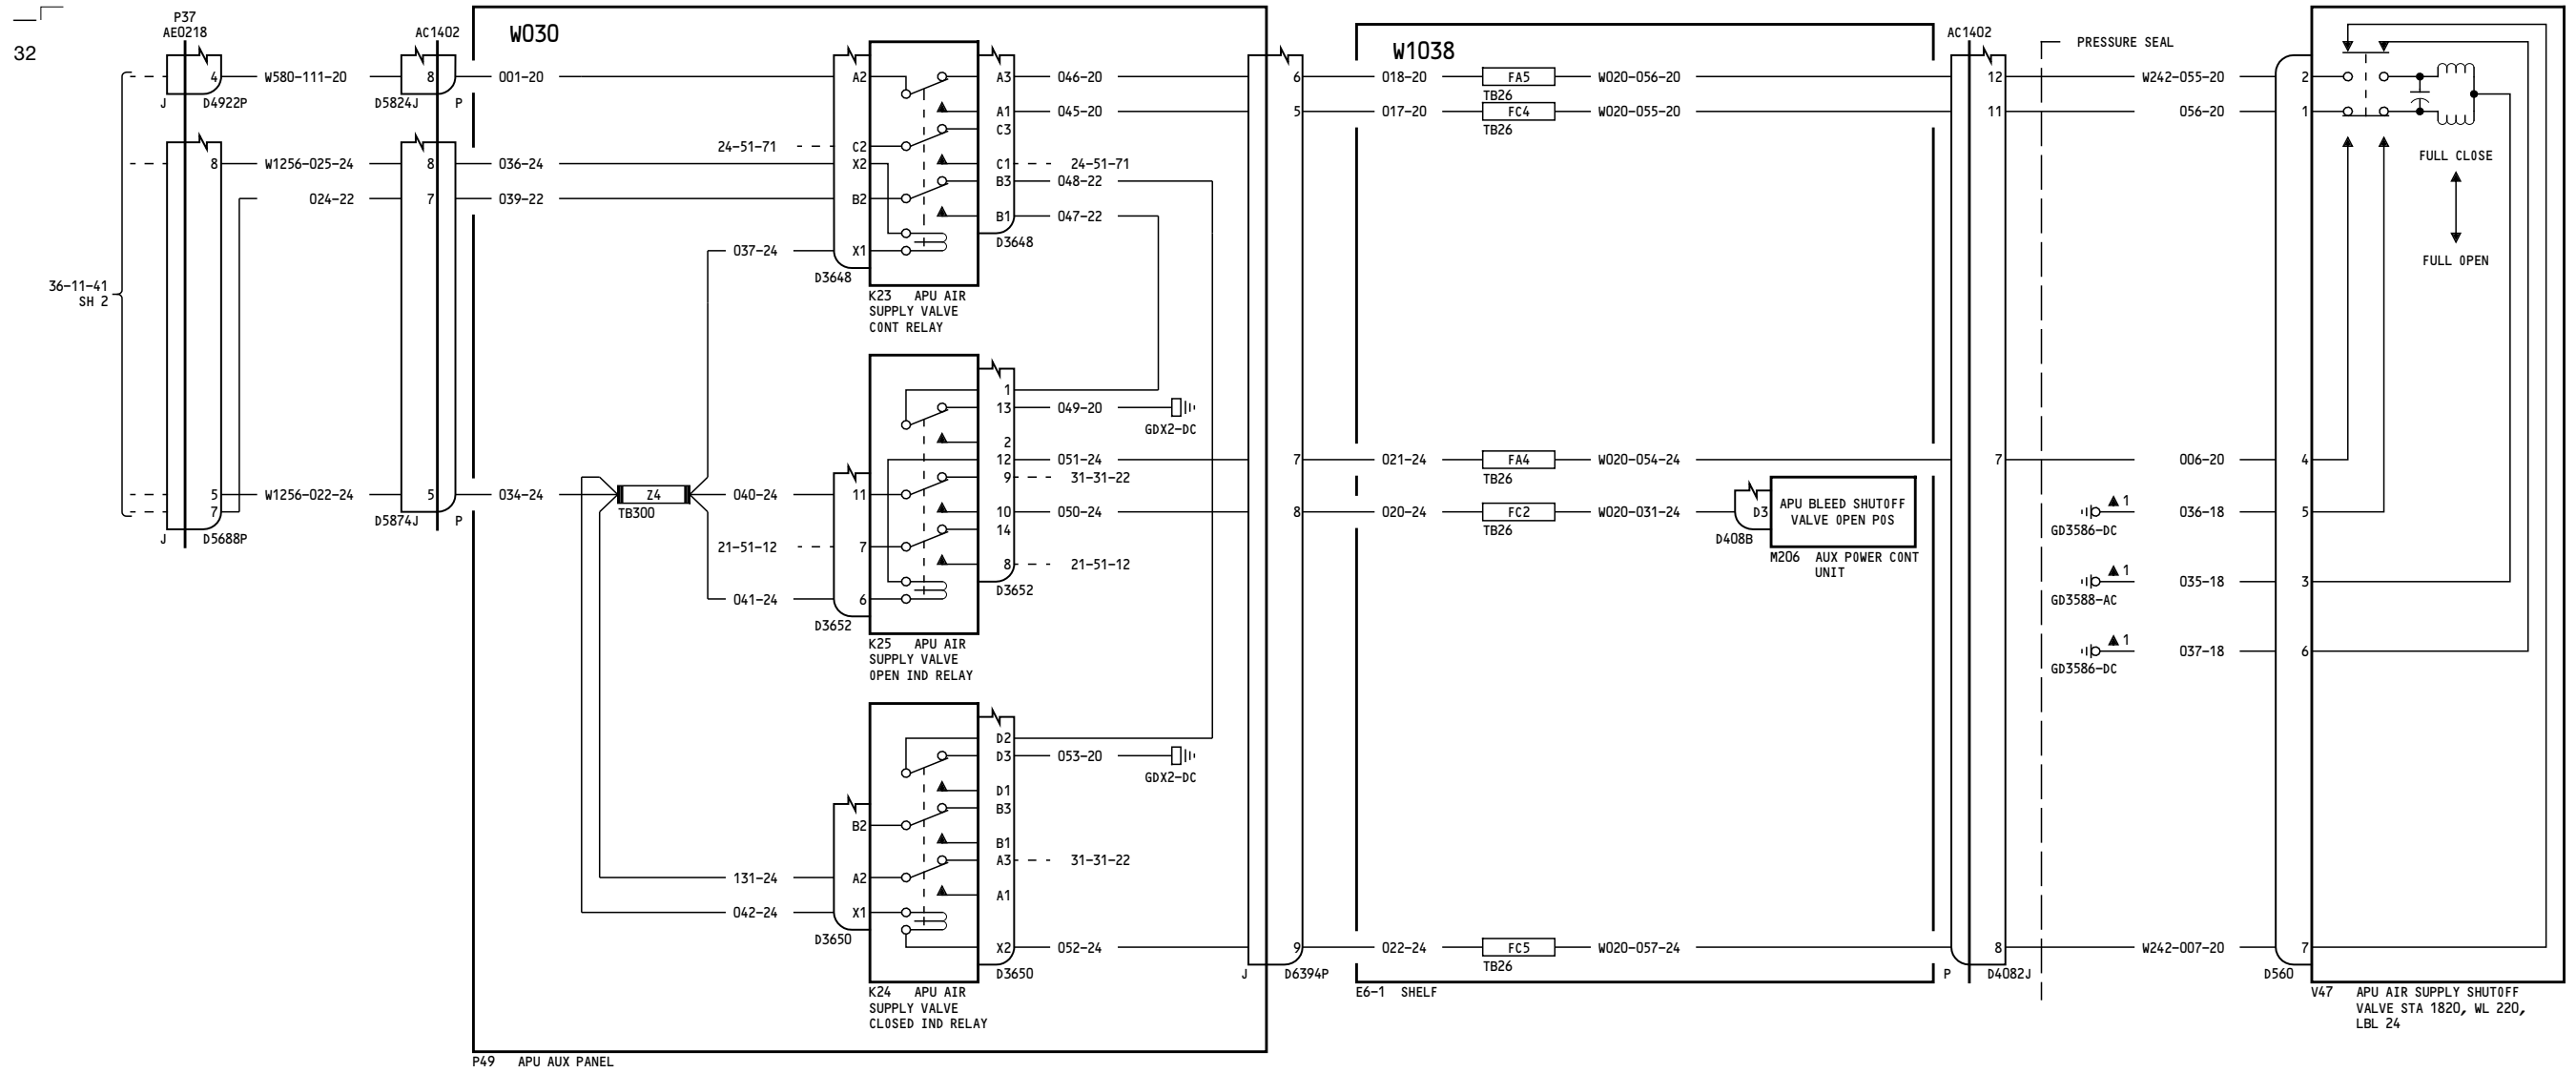 32
P37
AE0218
4
J
D4922P
W580-111-20
AC1402
8
D5824J
P
001-20
W030
8
W1256-025-24
8
036-24
024-22
7
039-22
36-11-41
SH 2
5
W1256-022-24
5
034-24
7
J
D5688P
D5874J
P
Z4
TB300
037-24
040-24
21-51-12
041-24
131-24
042-24
24-51-71
A2
C2
X2
B2
X1
D3648
A3
A1
C3
C1
B3
B1
D3648
046-20
045-20
24-51-71
048-22
047-22
K23 APU AIR
SUPPLY VALVE
CONT RELAY
11
7
6
D3652
1
13
2
12
9
10
14
8
D3652
049-20
GDX2-DC
051-24
31-31-22
050-24
21-51-12
K25 APU AIR
SUPPLY VALVE
OPEN IND RELAY
B2
A2
X1
D3650
D2
D3
D1
B3
B1
A3
A1
X2
D3650
053-20
GDX2-DC
31-31-22
052-24
K24 APU AIR
SUPPLY VALVE
CLOSED IND RELAY
P49 APU AUX PANEL
6
5
7
8
9
J
D6394P
W1038
018-20
FA5
TB26
W020-056-20
017-20
FC4
TB26
W020-055-20
021-24
FA4
TB26
W020-054-24
020-24
FC2
TB26
W020-031-24
D3
D408B
APU BLEED SHUTOFF
VALVE OPEN POS
M206 AUX POWER CONT
UNIT
022-24
FC5
TB26
W020-057-24
E6-1 SHELF
AC1402
12
11
7
8
P
D4082J
PRESSURE SEAL
W242-055-20
056-20
006-20
1
036-18
GD3586-DC
1
035-18
GD3588-AC
1
037-18
GD3586-DC
W242-007-20
2
1
4
5
3
6
7
D560
FULL CLOSE
FULL OPEN
V47 APU AIR SUPPLY SHUTOFF
VALVE STA 1820, WL 220,
LBL 24